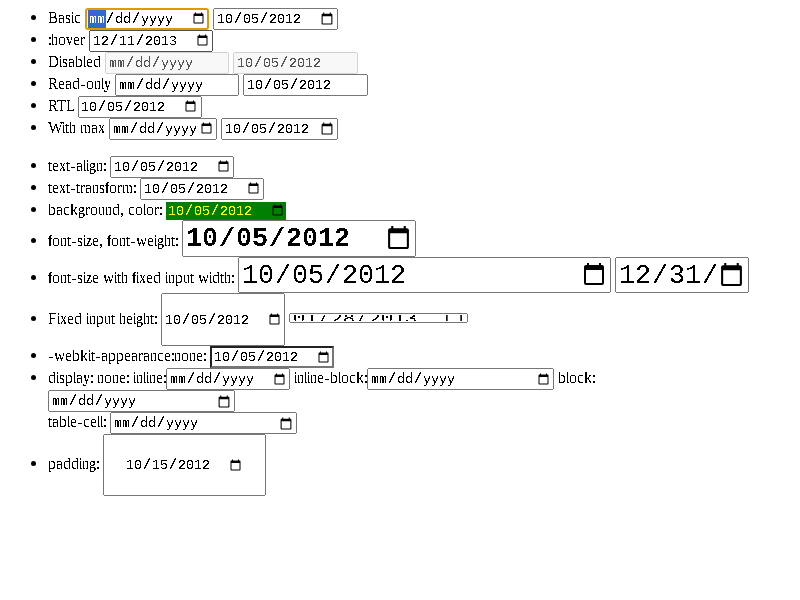 Basic mm/dd/yyyy 10/05/2012
:hover 12/11/2013
Disabled mm/dd/yyyy 10/05/2012
Read-only mm/dd/yyyy 10/05/2012
RTL 10/05/2012
With max mm/dd/yyyy 10/05/2012
text-align: 10/05/2012
text-transform: 10/05/2012
background, color: 10/05/2012
font-size, font-weight: 10/05/2012
font-size with fixed input width: 10/05/2012 12/31/
Fixed input height: 10/05/2012
-webkit-appearance:none: 10/05/2012
display: none: inline: mm/dd/yyyy inline-block: mm/dd/yyyy block:
mm/dd/yyyy
table-cell: mm/dd/yyyy
padding: 10/15/2012